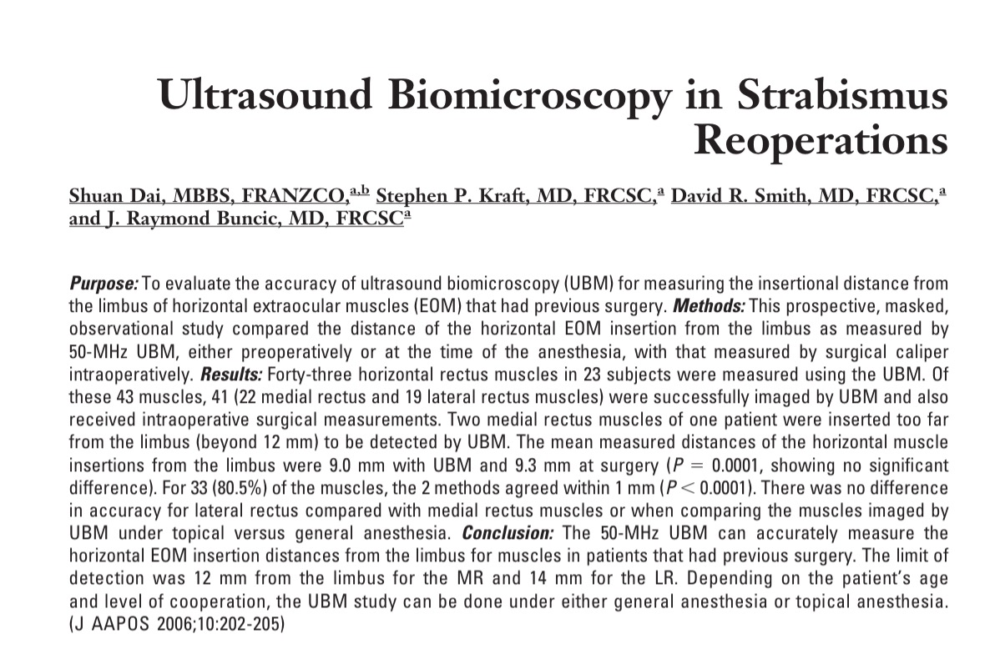 Ultrasound Biomicroscopy in Strabismus
Reoperations
Shuan Dai, MBBS, FRANZCO,a,b Stephen P. Kraft, MD, FRCSC,a David R. Smith, MD, FRCSC,a
and J. Raymond Buncic, MD, FRCSCa
Purpose: To evaluate the accuracy of ultrasound biomicroscopy (UBM) for measuring the insertional distance from
the limbus of horizontal extraocular muscles (EOM) that had previous surgery. Methods: This prospective, masked,
observational study compared the distance of the horizontal EOM insertion from the limbus as measured by
50-MHz UBM, either preoperatively or at the time of the anesthesia, with that measured by surgical caliper
intraoperatively. Results: Forty-three horizontal rectus muscles in 23 subjects were measured using the UBM. Of
these 43 muscles, 41 (22 medial rectus and 19 lateral rectus muscles) were successfully imaged by UBM and also
received intraoperative surgical measurements. Two medial rectus muscles of one patient were inserted too far
from the limbus (beyond 12 mm) to be detected by UBM. The mean measured distances of the horizontal muscle
insertions from the limbus were 9.0 mm with UBM and 9.3 mm at surgery (P = 0.0001, showing no significant
difference). For 33 (80.5%) of the muscles, the 2 methods agreed within 1 mm (P < 0.0001). There was no difference
in accuracy for lateral rectus compared with medial rectus muscles or when comparing the muscles imaged by
UBM under topical versus general anesthesia. Conclusion: The 50-MHz UBM can accurately measure the
horizontal EOM insertion distances from the limbus for muscles in patients that had previous surgery. The limit of
detection was 12 mm from the limbus for the MR and 14 mm for the LR. Depending on the patient's age
and level of cooperation, the UBM study can be done under either general anesthesia or topical anesthesia.
(J AAPOS 2006;10:202-205)